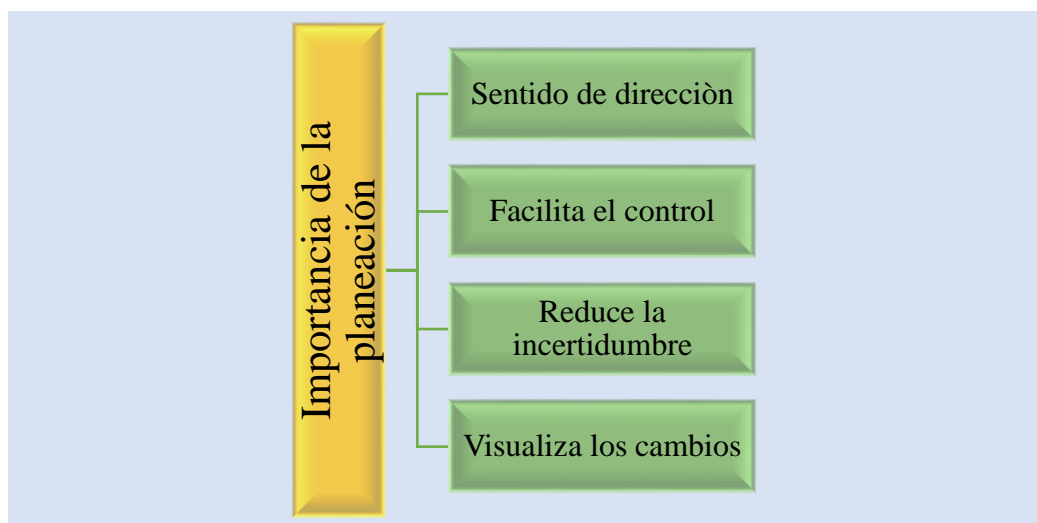 Importancia de la
planeación
Sentido de direcciòn
Facilita el control
Reduce la
incertidumbre
Visualiza los cambios